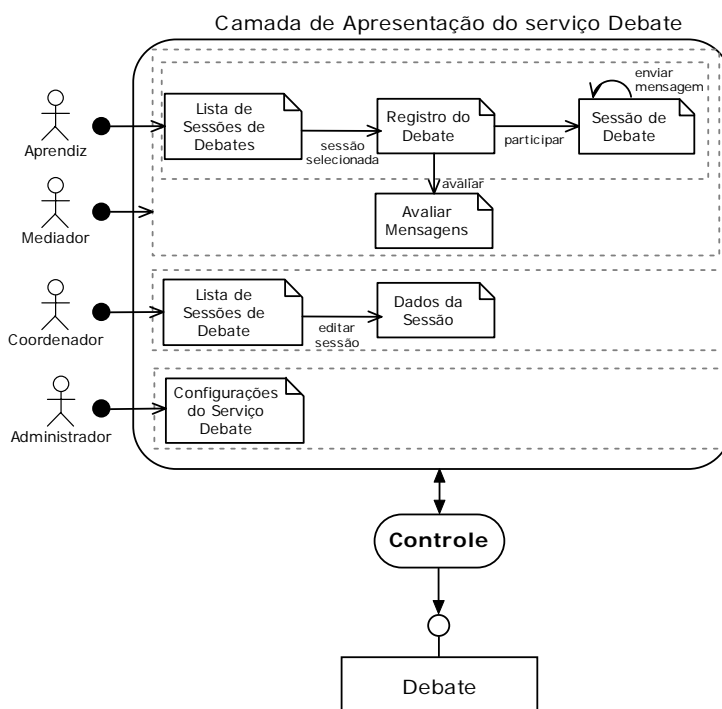 Camada de Apresentação do serviço Debate
enviar
mensagem
Lista de
Sessões de
Debates
Registro do
Debate
Sessão de
Debate
Aprendiz
sessão
selecionada
participar
avaliar
Avaliar
Mensagens
Mediador
Lista de
Sessões de
Debate
Dados da
Sessão
editar
sessão
Coordenador
Configurações
do Serviço
Debate
Administrador
Controle
Debate